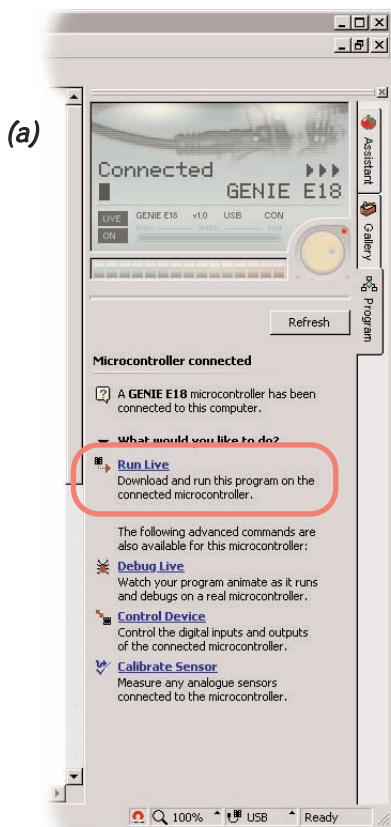 (a)
Connected
GENIE E18
LIVE GENIE E18 v1.0 USB CON
ON
Assistant
Gallery
Program
Refresh
Microcontroller connected
A GENIE E18 microcontroller has been
connected to this computer.
What would you like to do?
Run Live
Download and run this program on the
connected microcontroller.
The following advanced commands are
also available for this microcontroller:
Debug Live
Watch your program animate as it runs
and debugs on a real microcontroller.
Control Device
Control the digital inputs and outputs
of the connected microcontroller.
Calibrate Sensor
Measure any analogue sensors
connected to the microcontroller.
100% USB Ready